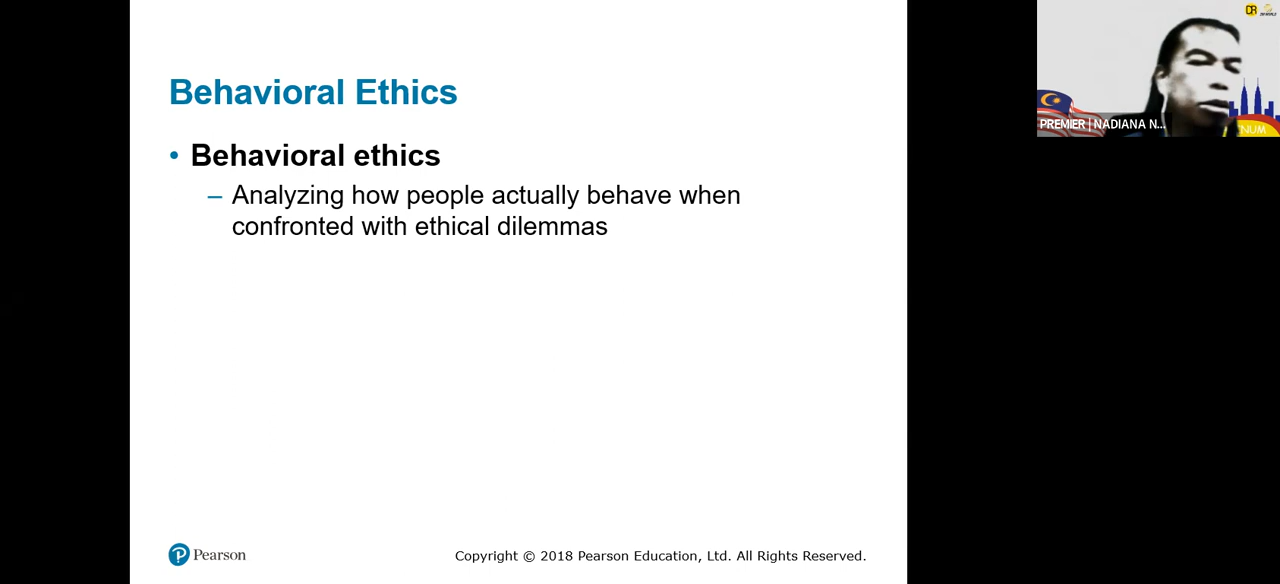 Behavioral Ethics
• Behavioral ethics
– Analyzing how people actually behave when
confronted with ethical dilemmas
Pearson
Copyright © 2018 Pearson Education, Ltd. All Rights Reserved.
DR
PREMIER | NADIANA N...
NUM